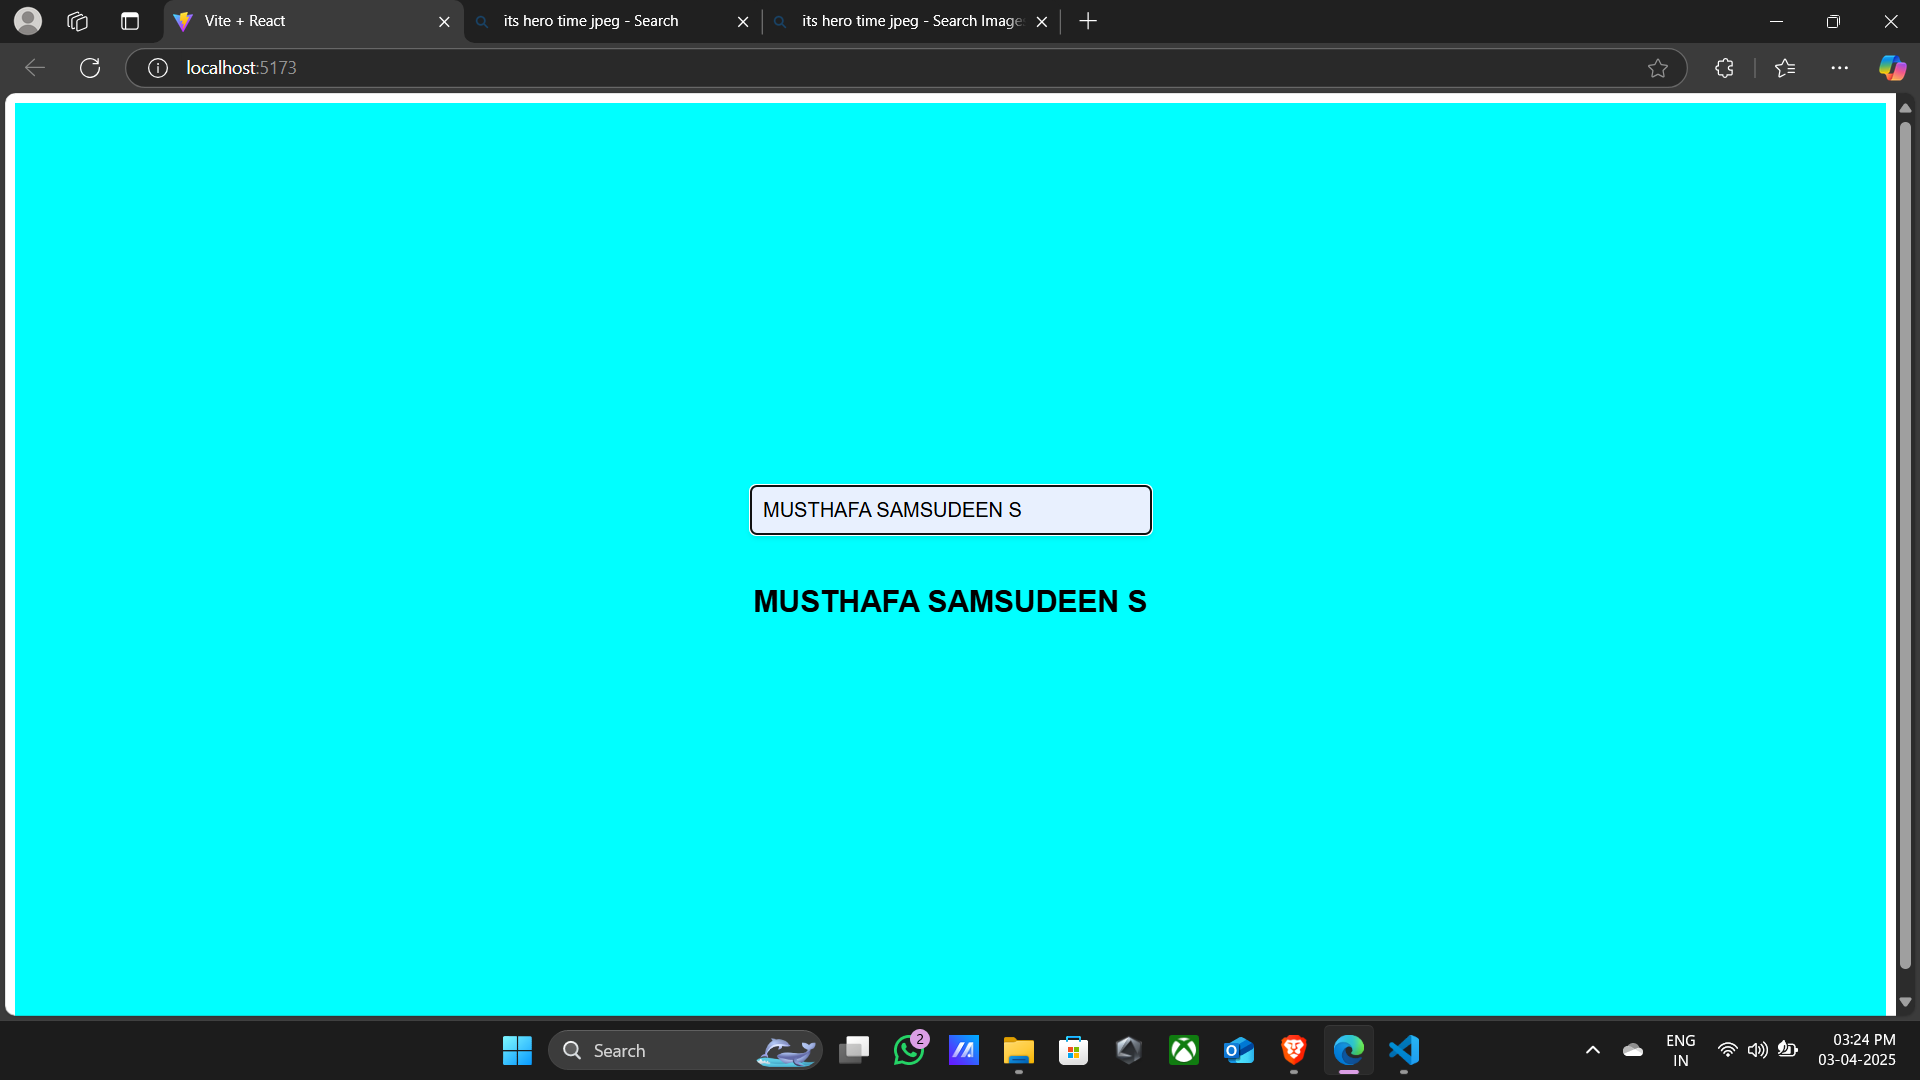 Vite + React
its hero time jpeg - Search
its hero time jpeg - Search Image
localhost:5173
MUSTHAFA SAMSUDEEN S
MUSTHAFA SAMSUDEEN S
Search
2
ENG
IN
03:24 PM
03-04-2025